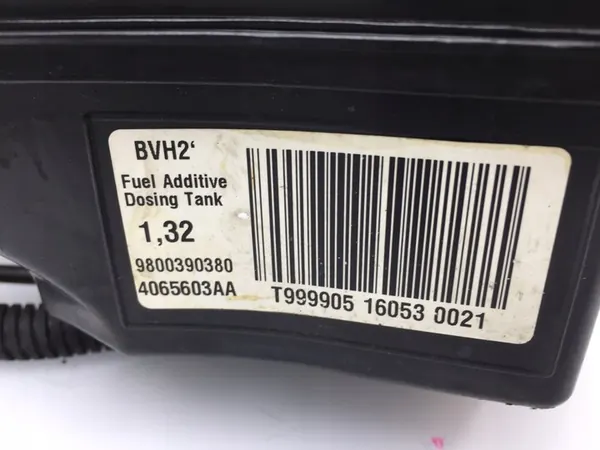 BVH2‘
Fuel Additive
Dosing Tank
1,32
9800390380
4065603AA
T999905 16053 0021